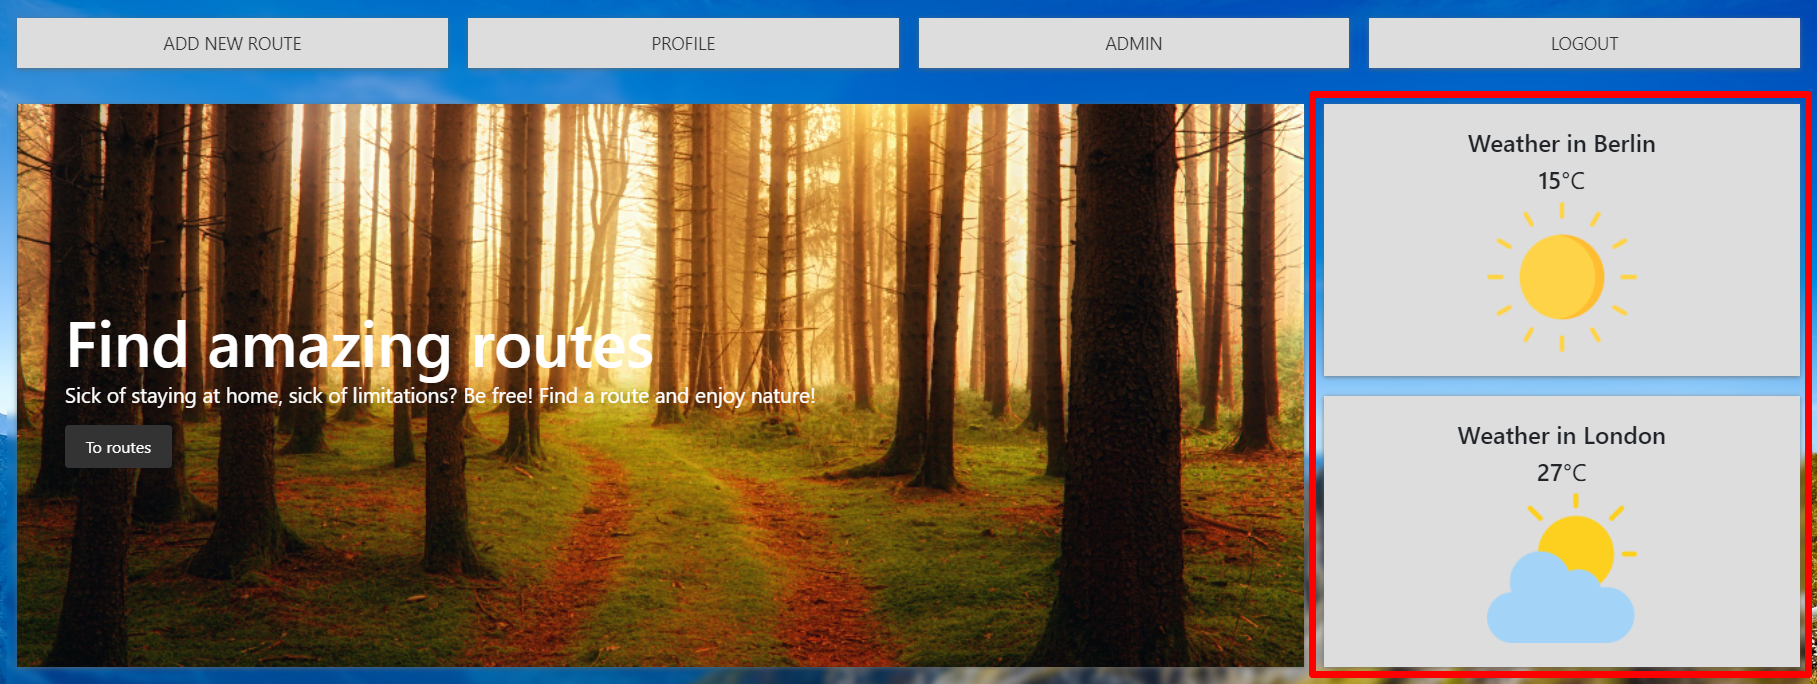 ADD NEW ROUTE
PROFILE
ADMIN
LOGOUT
Find amazing routes
Sick of staying at home, sick of limitations? Be free! Find a route and enjoy nature!
To routes
Weather in Berlin
15°C
Weather in London
27°C